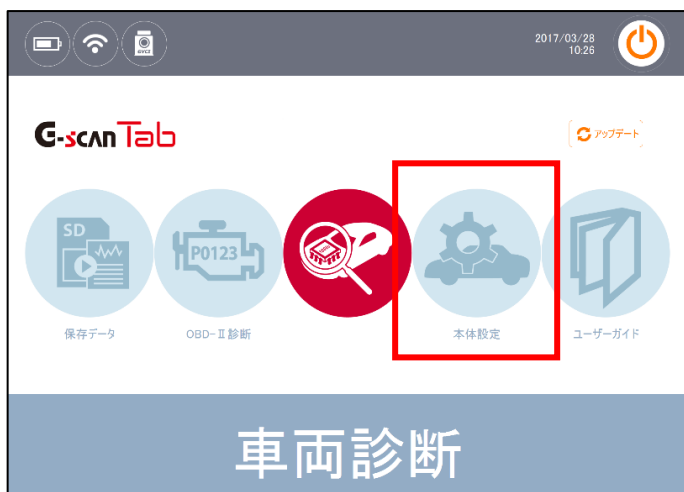 2017/03/28
10:26
G-scan Tab
アップデート
SD
P0123
保存データ
OBD-Ⅱ診断
本体設定
ユーザーガイド
車両診断